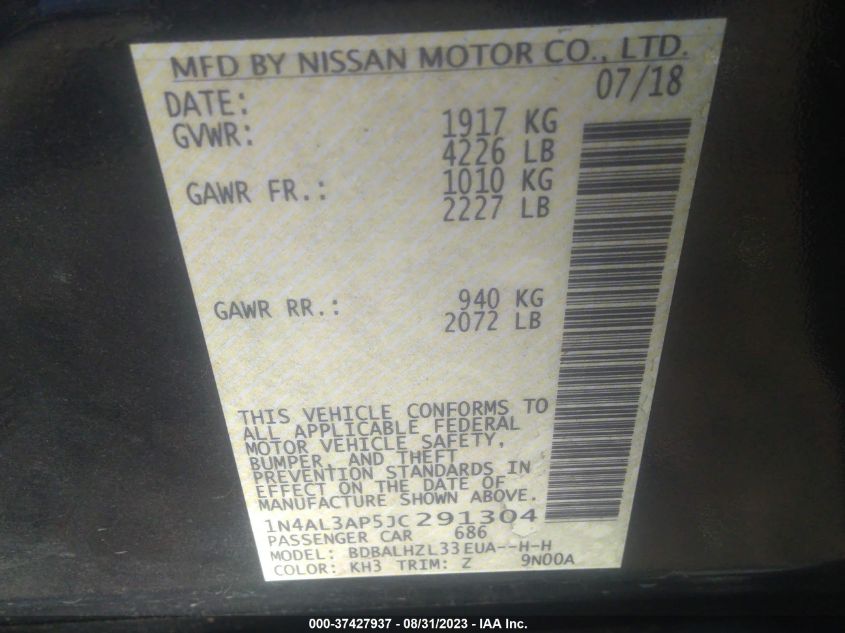 MFD BY NISSAN MOTOR CO., LTD.
DATE: 07/18
GVWR: 1917 KG
4226 LB
GAWR FR.: 1010 KG
2227 LB
GAWR RR.: 940 KG
2072 LB
THIS VEHICLE CONFORMS TO
ALL APPLICABLE FEDERAL
MOTOR VEHICLE SAFETY,
BUMPER, AND THEFT
PREVENTION STANDARDS IN
EFFECT ON THE DATE OF
MANUFACTURE SHOWN ABOVE.
1N4AL3AP5JC291304
PASSENGER CAR 686
MODEL: BDBALHZL33EUA--H-H
COLOR: KH3 TRIM: Z 9N00A
000-37427937 - 08/31/2023 - IAA Inc.